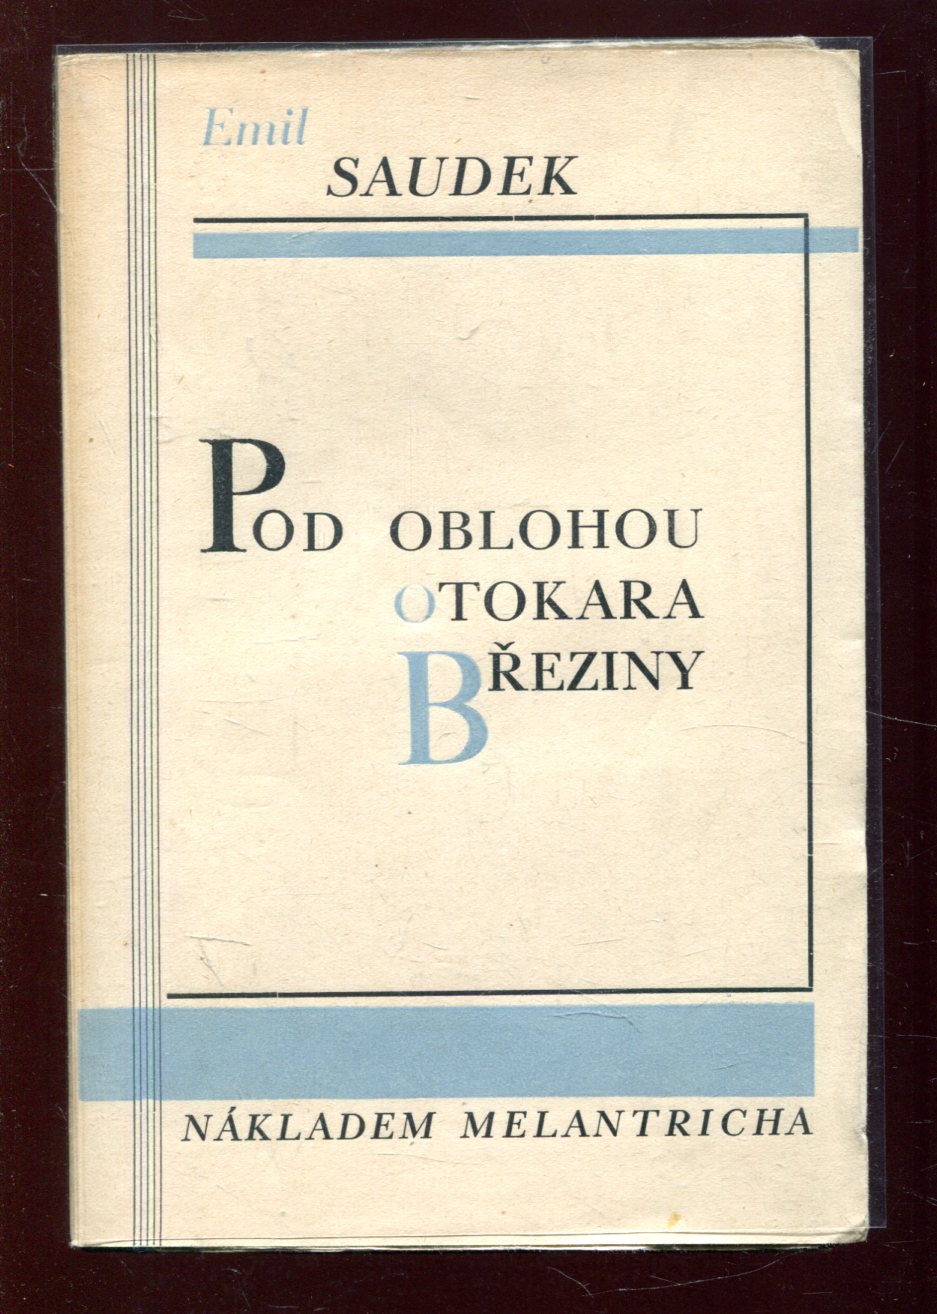 Emil
SAUDEK
POD OBLOHOU
OTOKARA
BŘEZINY
NÁKLADEM MELANTRICHA